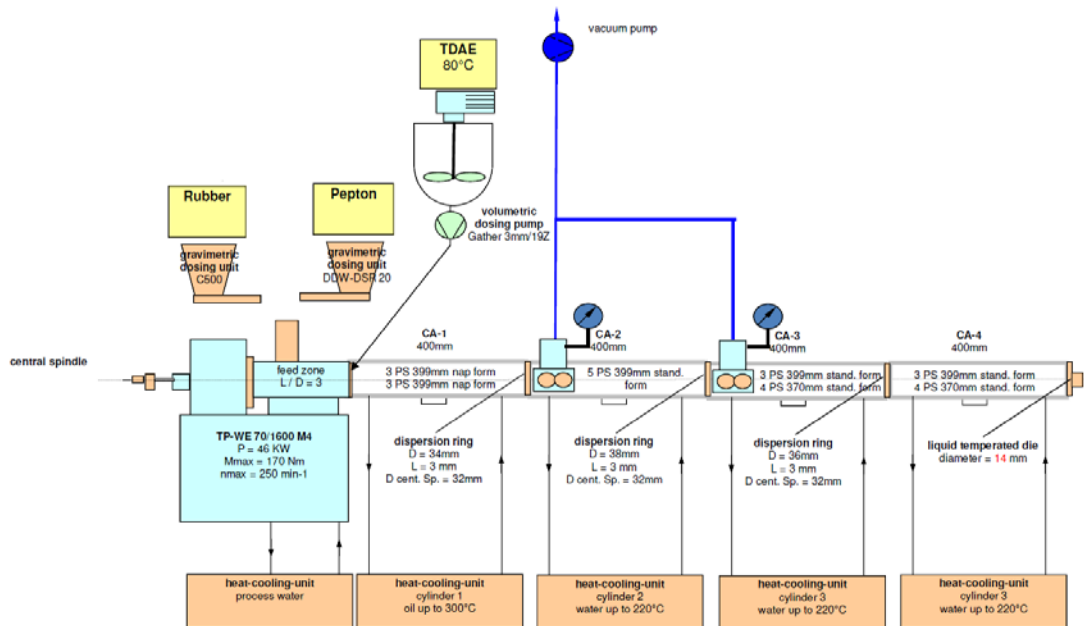 vacuum pump
TDAE
80°C
Rubber
Pepton
volumetric
dosing pump
Gather 3mm/19Z
gravimetric
dosing unit
C500
gravimetric
dosing unit
DDW-DSR 20
central spindle
feed zone
L / D = 3
CA-1
400mm
3 PS 399mm nap form
3 PS 399mm nap form
CA-2
400mm
5 PS 399mm stand.
form
CA-3
400mm
3 PS 399mm stand. form
4 PS 370mm stand. form
CA-4
400mm
3 PS 399mm stand. form
4 PS 370mm stand. form
TP-WE 70/1600 M4
P = 46 KW
Mmax = 170 Nm
nmax = 250 min-1
dispersion ring
D = 34mm
L = 3 mm
D cent. Sp. = 32mm
dispersion ring
D = 38mm
L = 3 mm
D cent. Sp. = 32mm
dispersion ring
D = 36mm
L = 3 mm
D cent. Sp. = 32mm
liquid temperated die
diameter = 14 mm
heat-cooling-unit
process water
heat-cooling-unit
cylinder 1
oil up to 300°C
heat-cooling-unit
cylinder 2
water up to 220°C
heat-cooling-unit
cylinder 3
water up to 220°C
heat-cooling-unit
cylinder 3
water up to 220°C